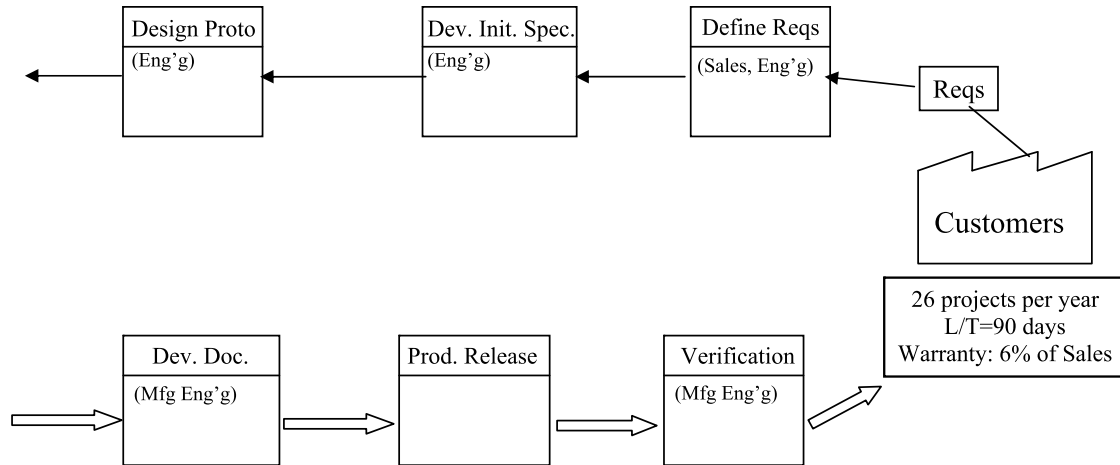 Design Proto
(Eng’g)
Dev. Init. Spec.
(Eng’g)
Define Reqs
(Sales, Eng’g)
Reqs
Customers
26 projects per year
L/T=90 days
Warranty: 6% of Sales
Dev. Doc.
(Mfg Eng’g)
Prod. Release
Verification
(Mfg Eng’g)